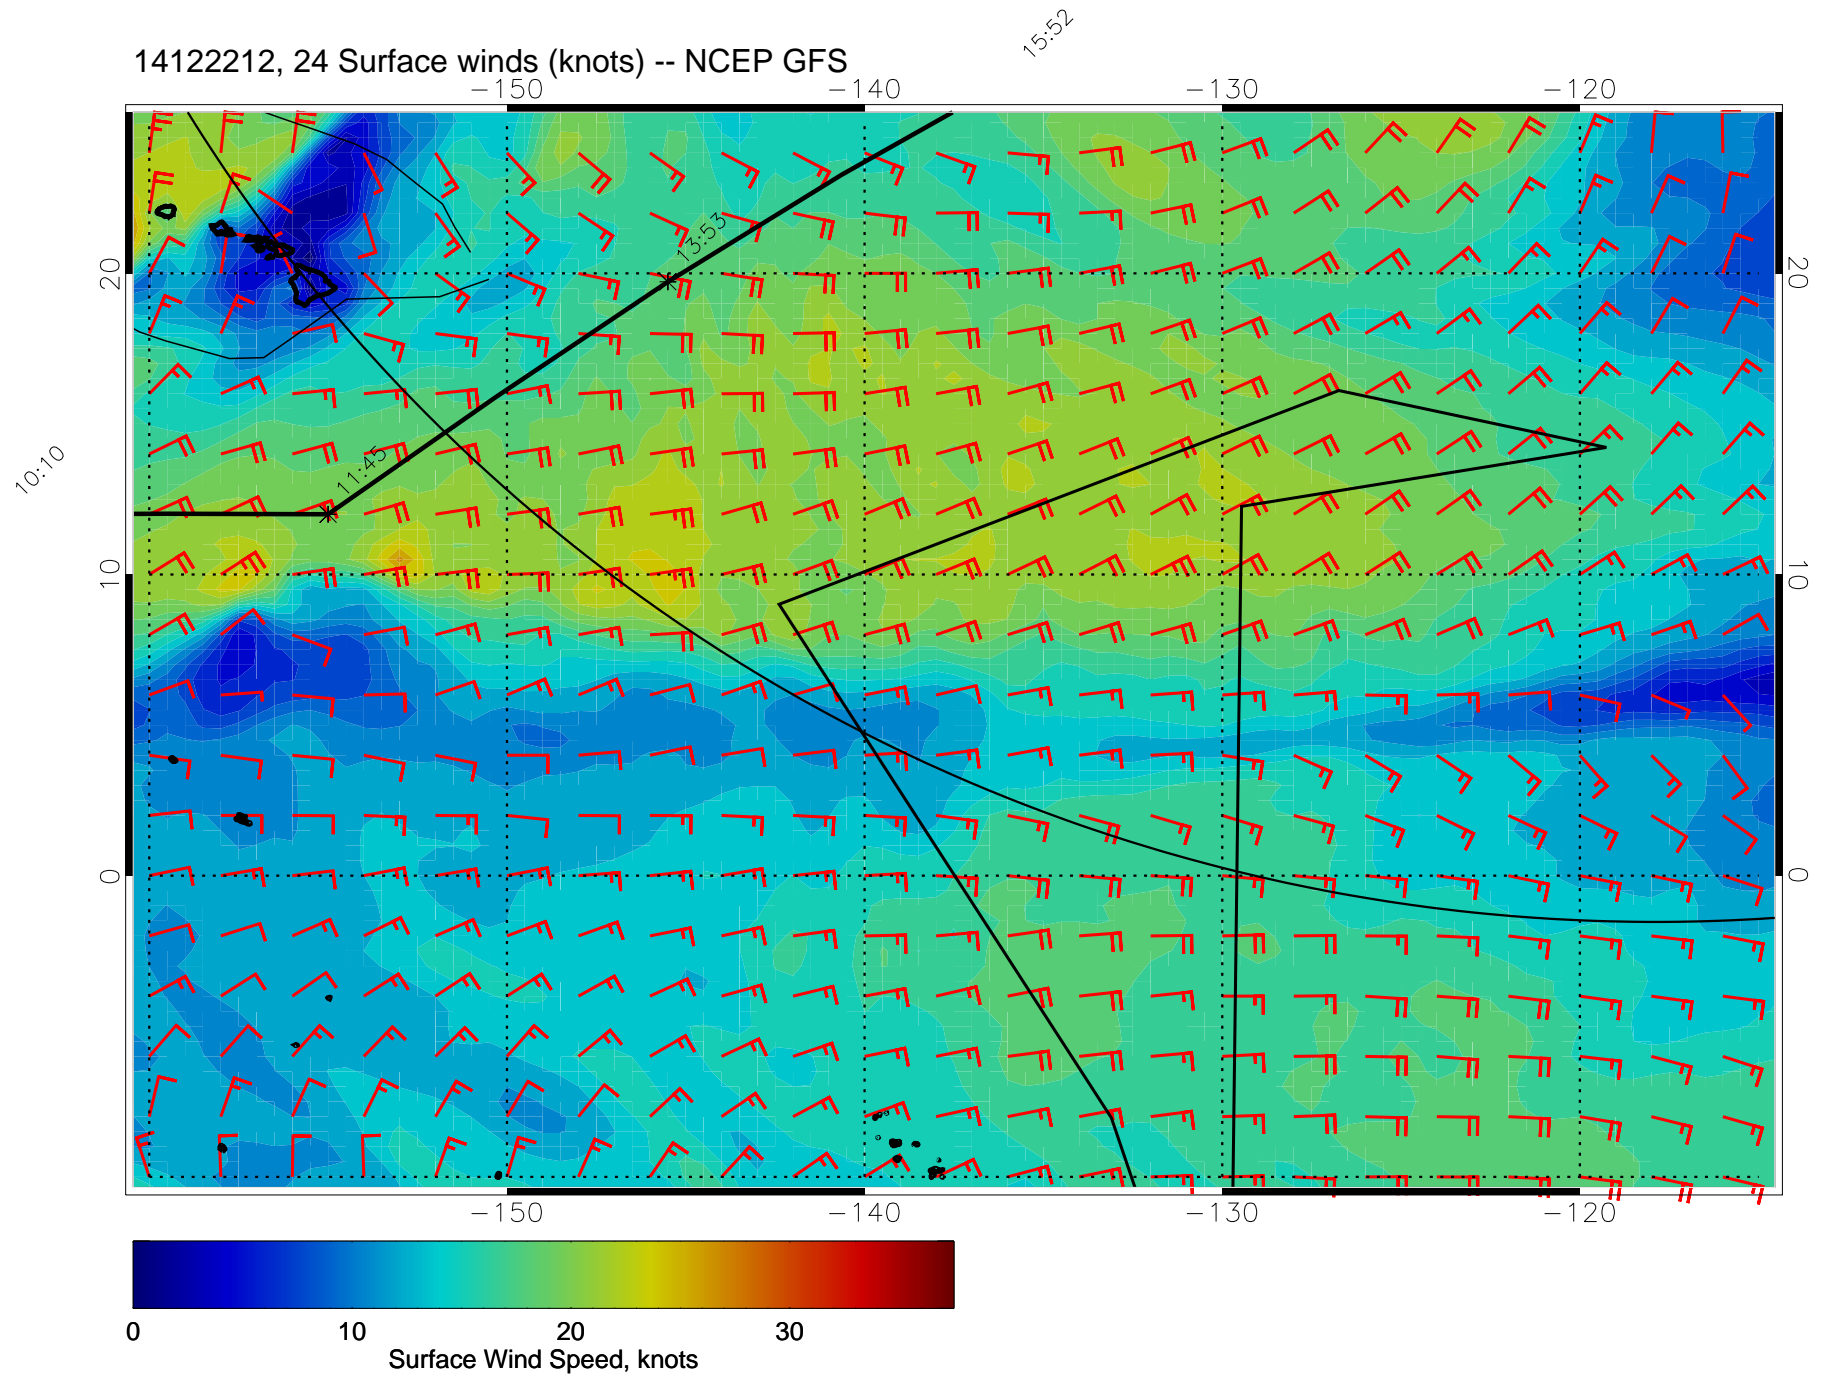 15:52
14122212, 24 Surface winds (knots) -- NCEP GFS
−150 −140 −130 −120
13:53
20 20
11:45
10:10
10 10
0 0
−150 −140 −130 −120
0 10 20 30
Surface Wind Speed, knots